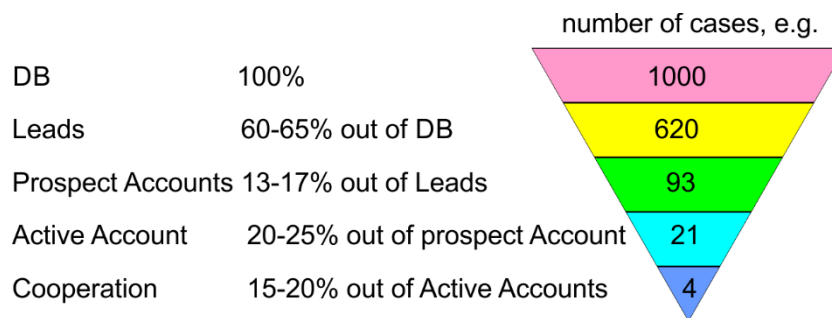 number of cases, e.g.
DB 100% 1000
Leads 60-65% out of DB 620
Prospect Accounts 13-17% out of Leads 93
Active Account 20-25% out of prospect Account 21
Cooperation 15-20% out of Active Accounts 4